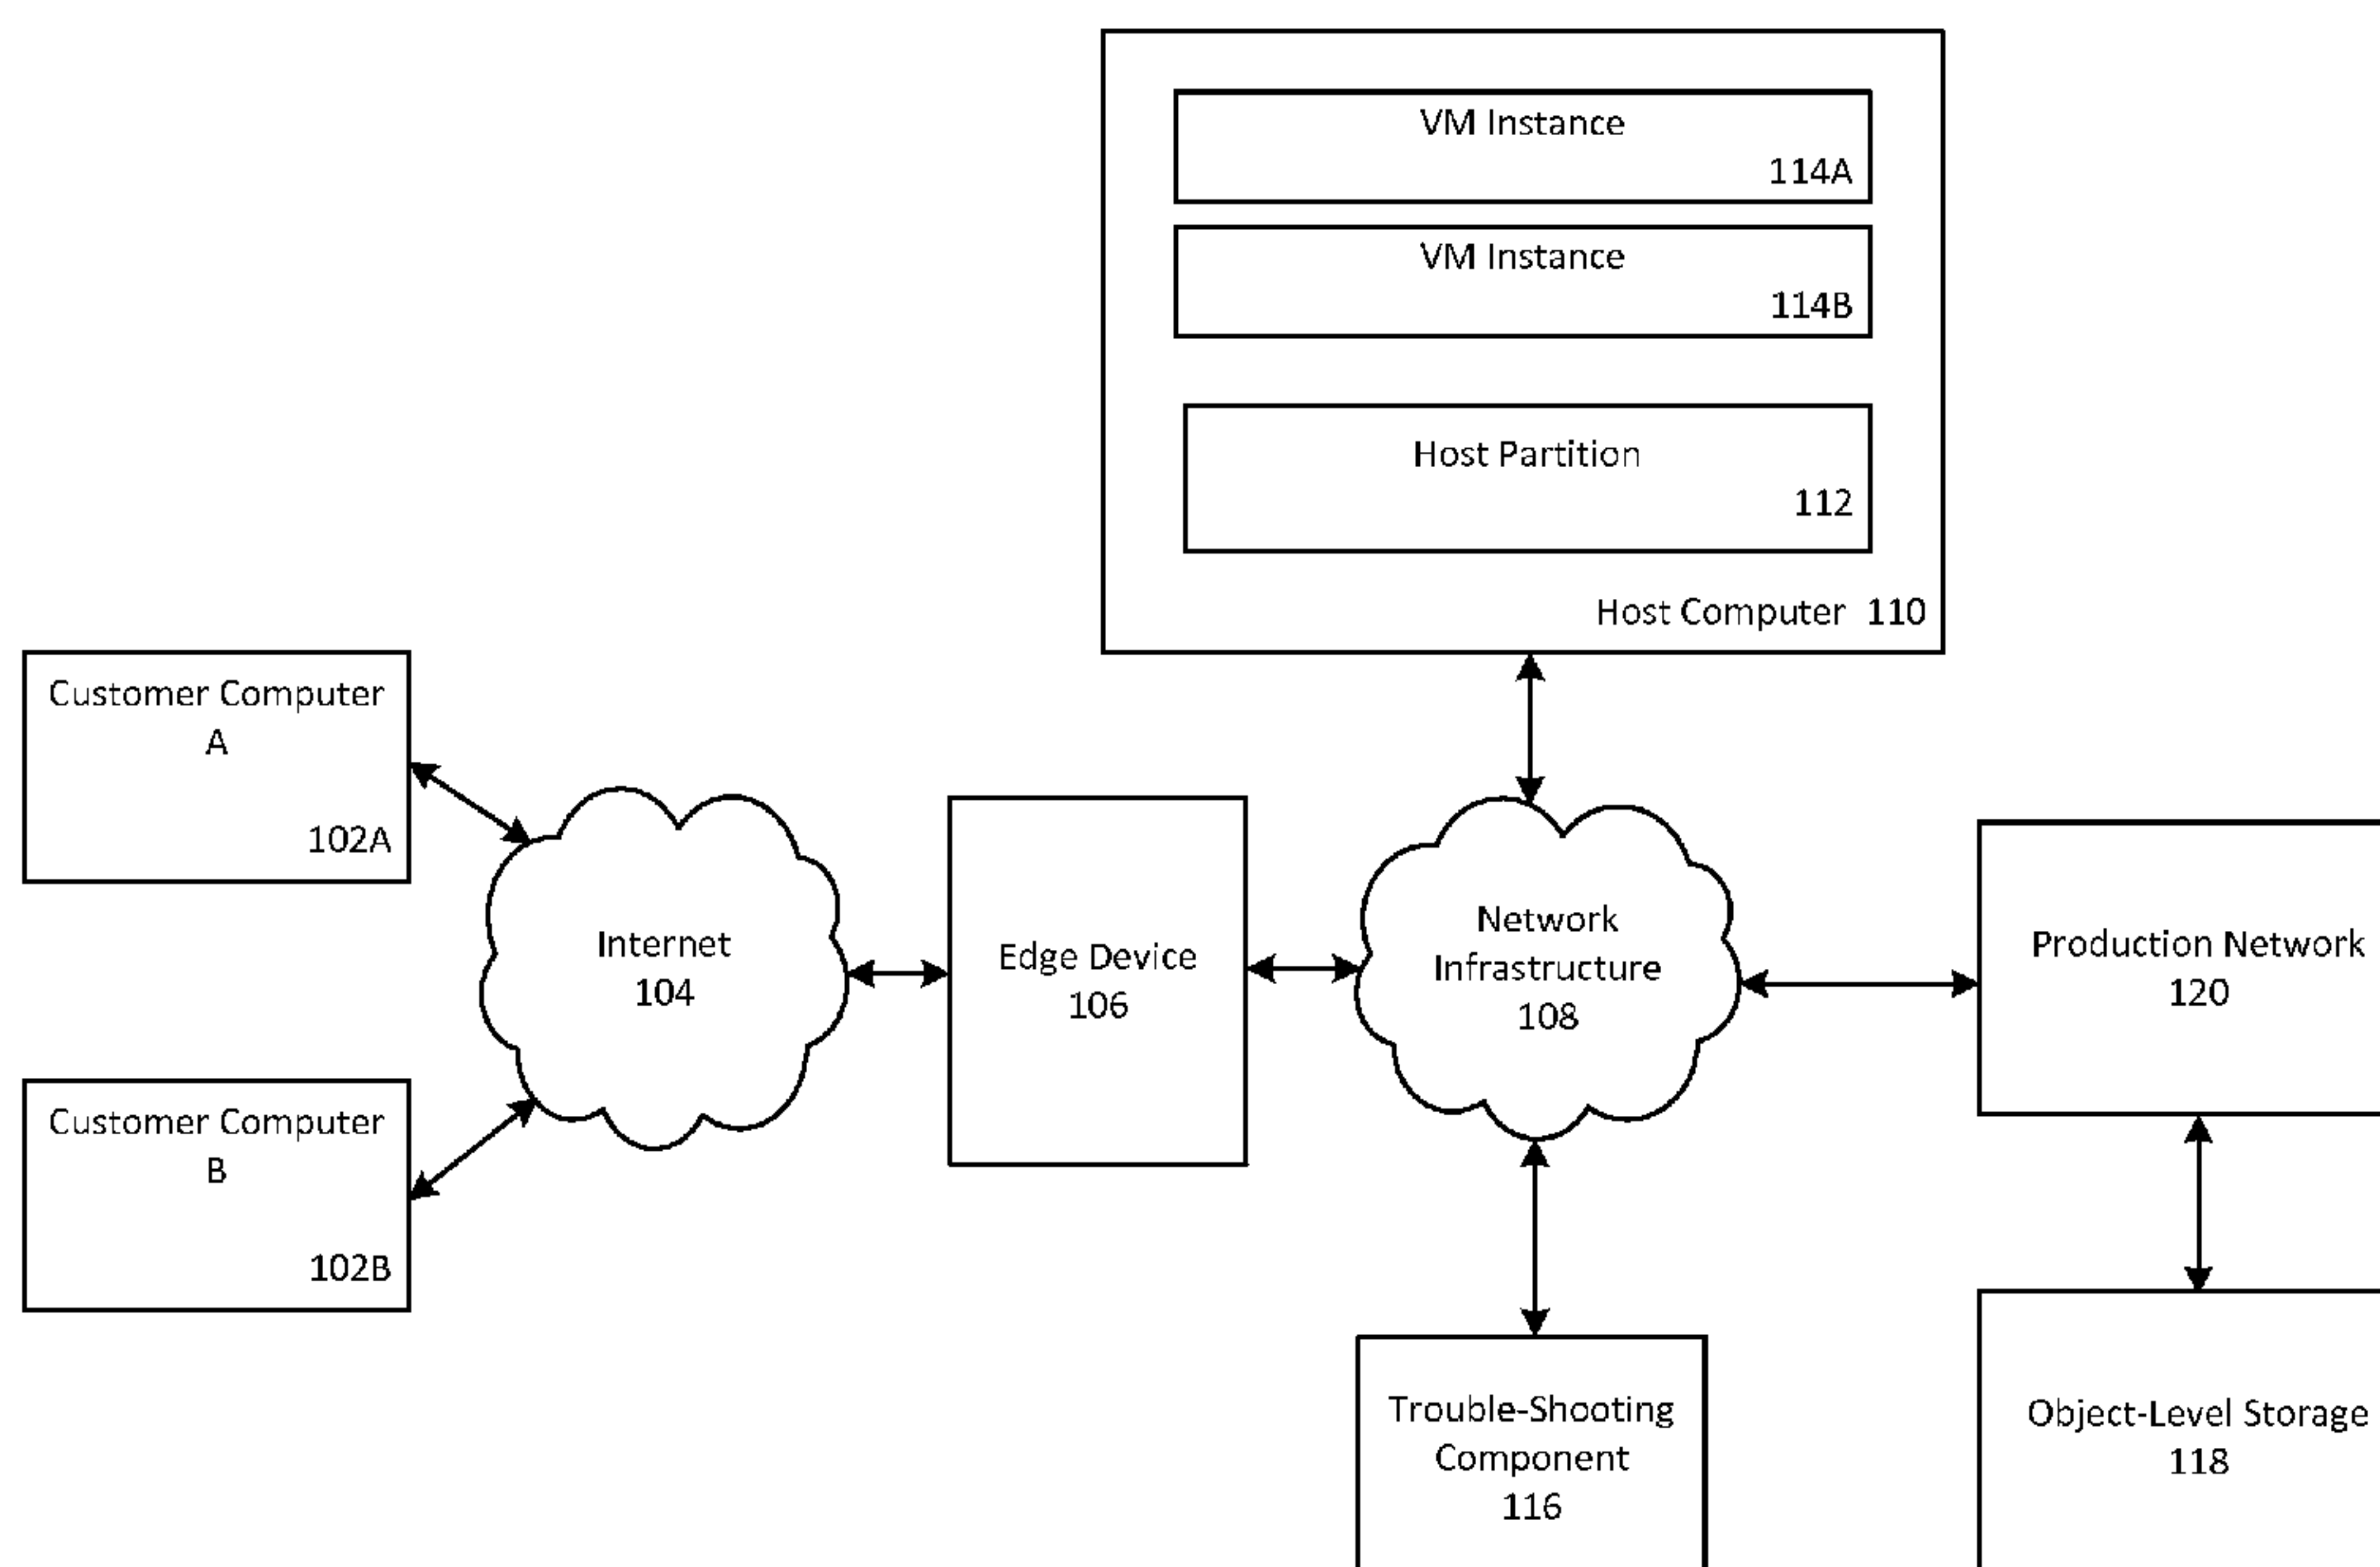 VM Instance
114A
VM Instance
114B
Host Partition
112
Host Computer 110
Customer Computer
A
102A
Internet
104
Edge Device
106
Network
Infrastructure
108
Production Network
120
Customer Computer
B
102B
Trouble-Shooting
Component
116
Object-Level Storage
118